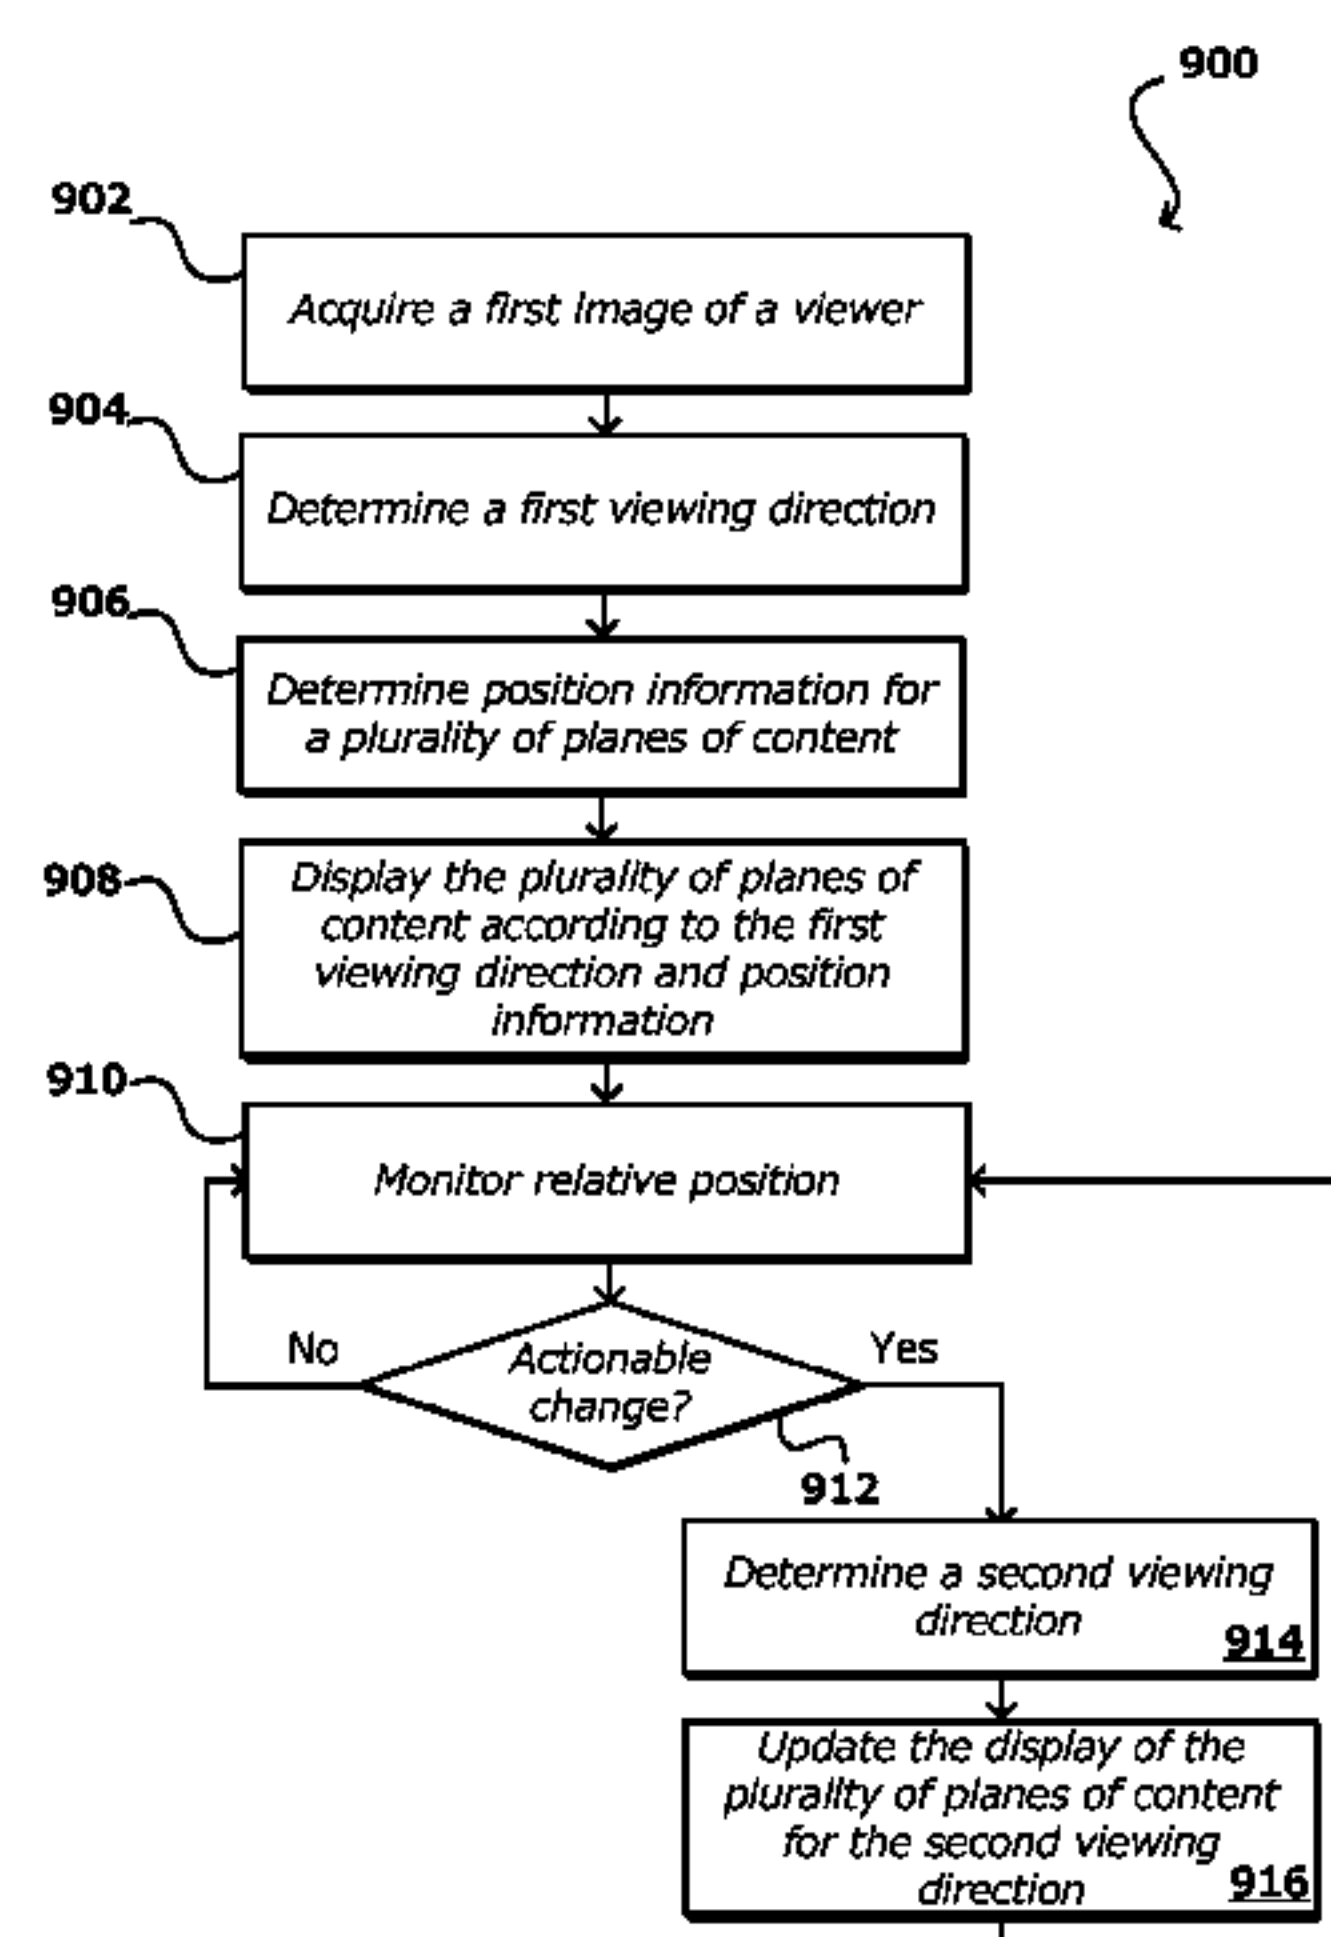 900
902
Acquire a first image of a viewer
904
Determine a first viewing direction
906
Determine position information for
a plurality of planes of content
908
Display the plurality of planes of
content according to the first
viewing direction and position
information
910
Monitor relative position
No
Actionable
change?
Yes
912
Determine a second viewing
direction
914
Update the display of the
plurality of planes of content
for the second viewing
direction
916